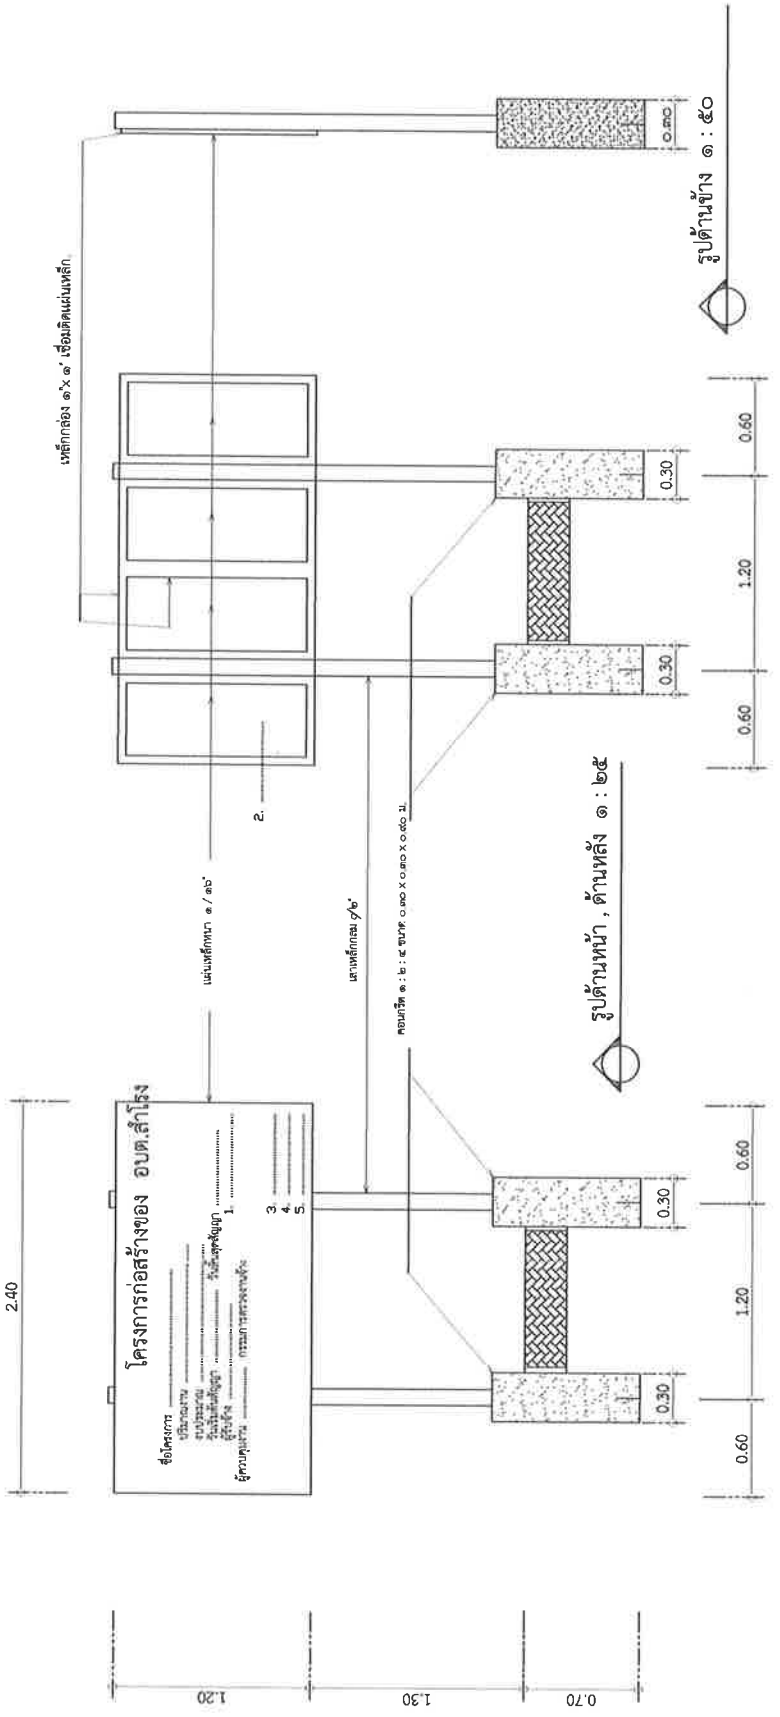 2.40
โครงการก่อสร้างของ อบต.สำโรง
ชื่อโครงการ
ปริมาณงาน
งบประมาณ
วันเริ่มต้นสัญญา วันสิ้นสุดสัญญา
ผู้รับจ้าง
ผู้ควบคุมงาน กรรมการตรวจงานจ้าง
1.
2.
3.
4.
5.
1.20
1.30
0.70
เหล็กกล่อง ๑"x ๑" เชื่อมติดแผ่นเหล็ก
แผ่นเหล็กหนา ๑ / ๑๖"
เสาเหล็กกลม
คอนกรีต ๑ : ๒ : ๔ ขนาด ๐.๓๐ x ๐.๓๐ x ๐.๙๐ ม.
0.30
0.30
0.60
1.20
0.60
0.30
0.30
0.60
1.20
0.60
๐.๓๐
รูปด้านหน้า , ด้านหลัง ๑ : ๒๕
รูปด้านข้าง ๑ : ๕๐